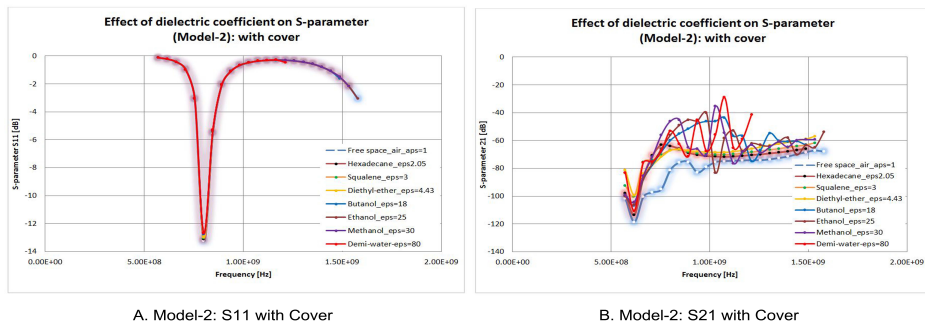 Effect of dielectric coefficient on S-parameter
(Model-2): with cover
0
-2
-4
-6
-8
-10
-12
-14
S-parameterS11 [dB]
Free space_air_aps=1
Hexadecane_eps2.05
Squalene_eps=3
Diethyl-ether_eps=4.43
Butanol_eps=18
Ethanol_eps=25
Methanol_eps=30
Demi-water-eps=80
0.00E+00
5.00E+08
1.00E+09
1.50E+09
2.00E+09
Frequency [Hz]
A. Model-2: S11 with Cover
Effect of dielectric coefficient on S-parameter
(Model-2): with cover
0
-20
-40
-60
-80
-100
-120
-140
S-parameter 21 [dB]
Free space_air_aps=1
Hexadecane_eps2.05
Squalene_eps=3
Diethyl-ether_eps=4.43
Butanol_eps=18
Ethanol_eps=25
Methanol_eps=30
Demi-water=eps=80
0.00E+00
5.00E+08
1.00E+09
1.50E+09
2.00E+09
Frequency [Hz]
B. Model-2: S21 with Cover